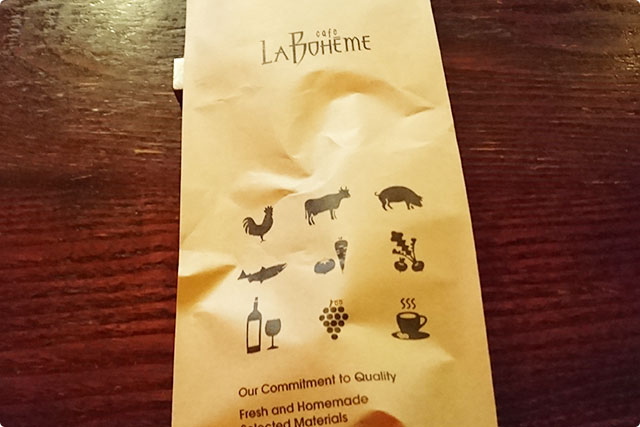 cafe
LA BOHEME
Our Commitment to Quality
Fresh and Homemade
Selected Materials